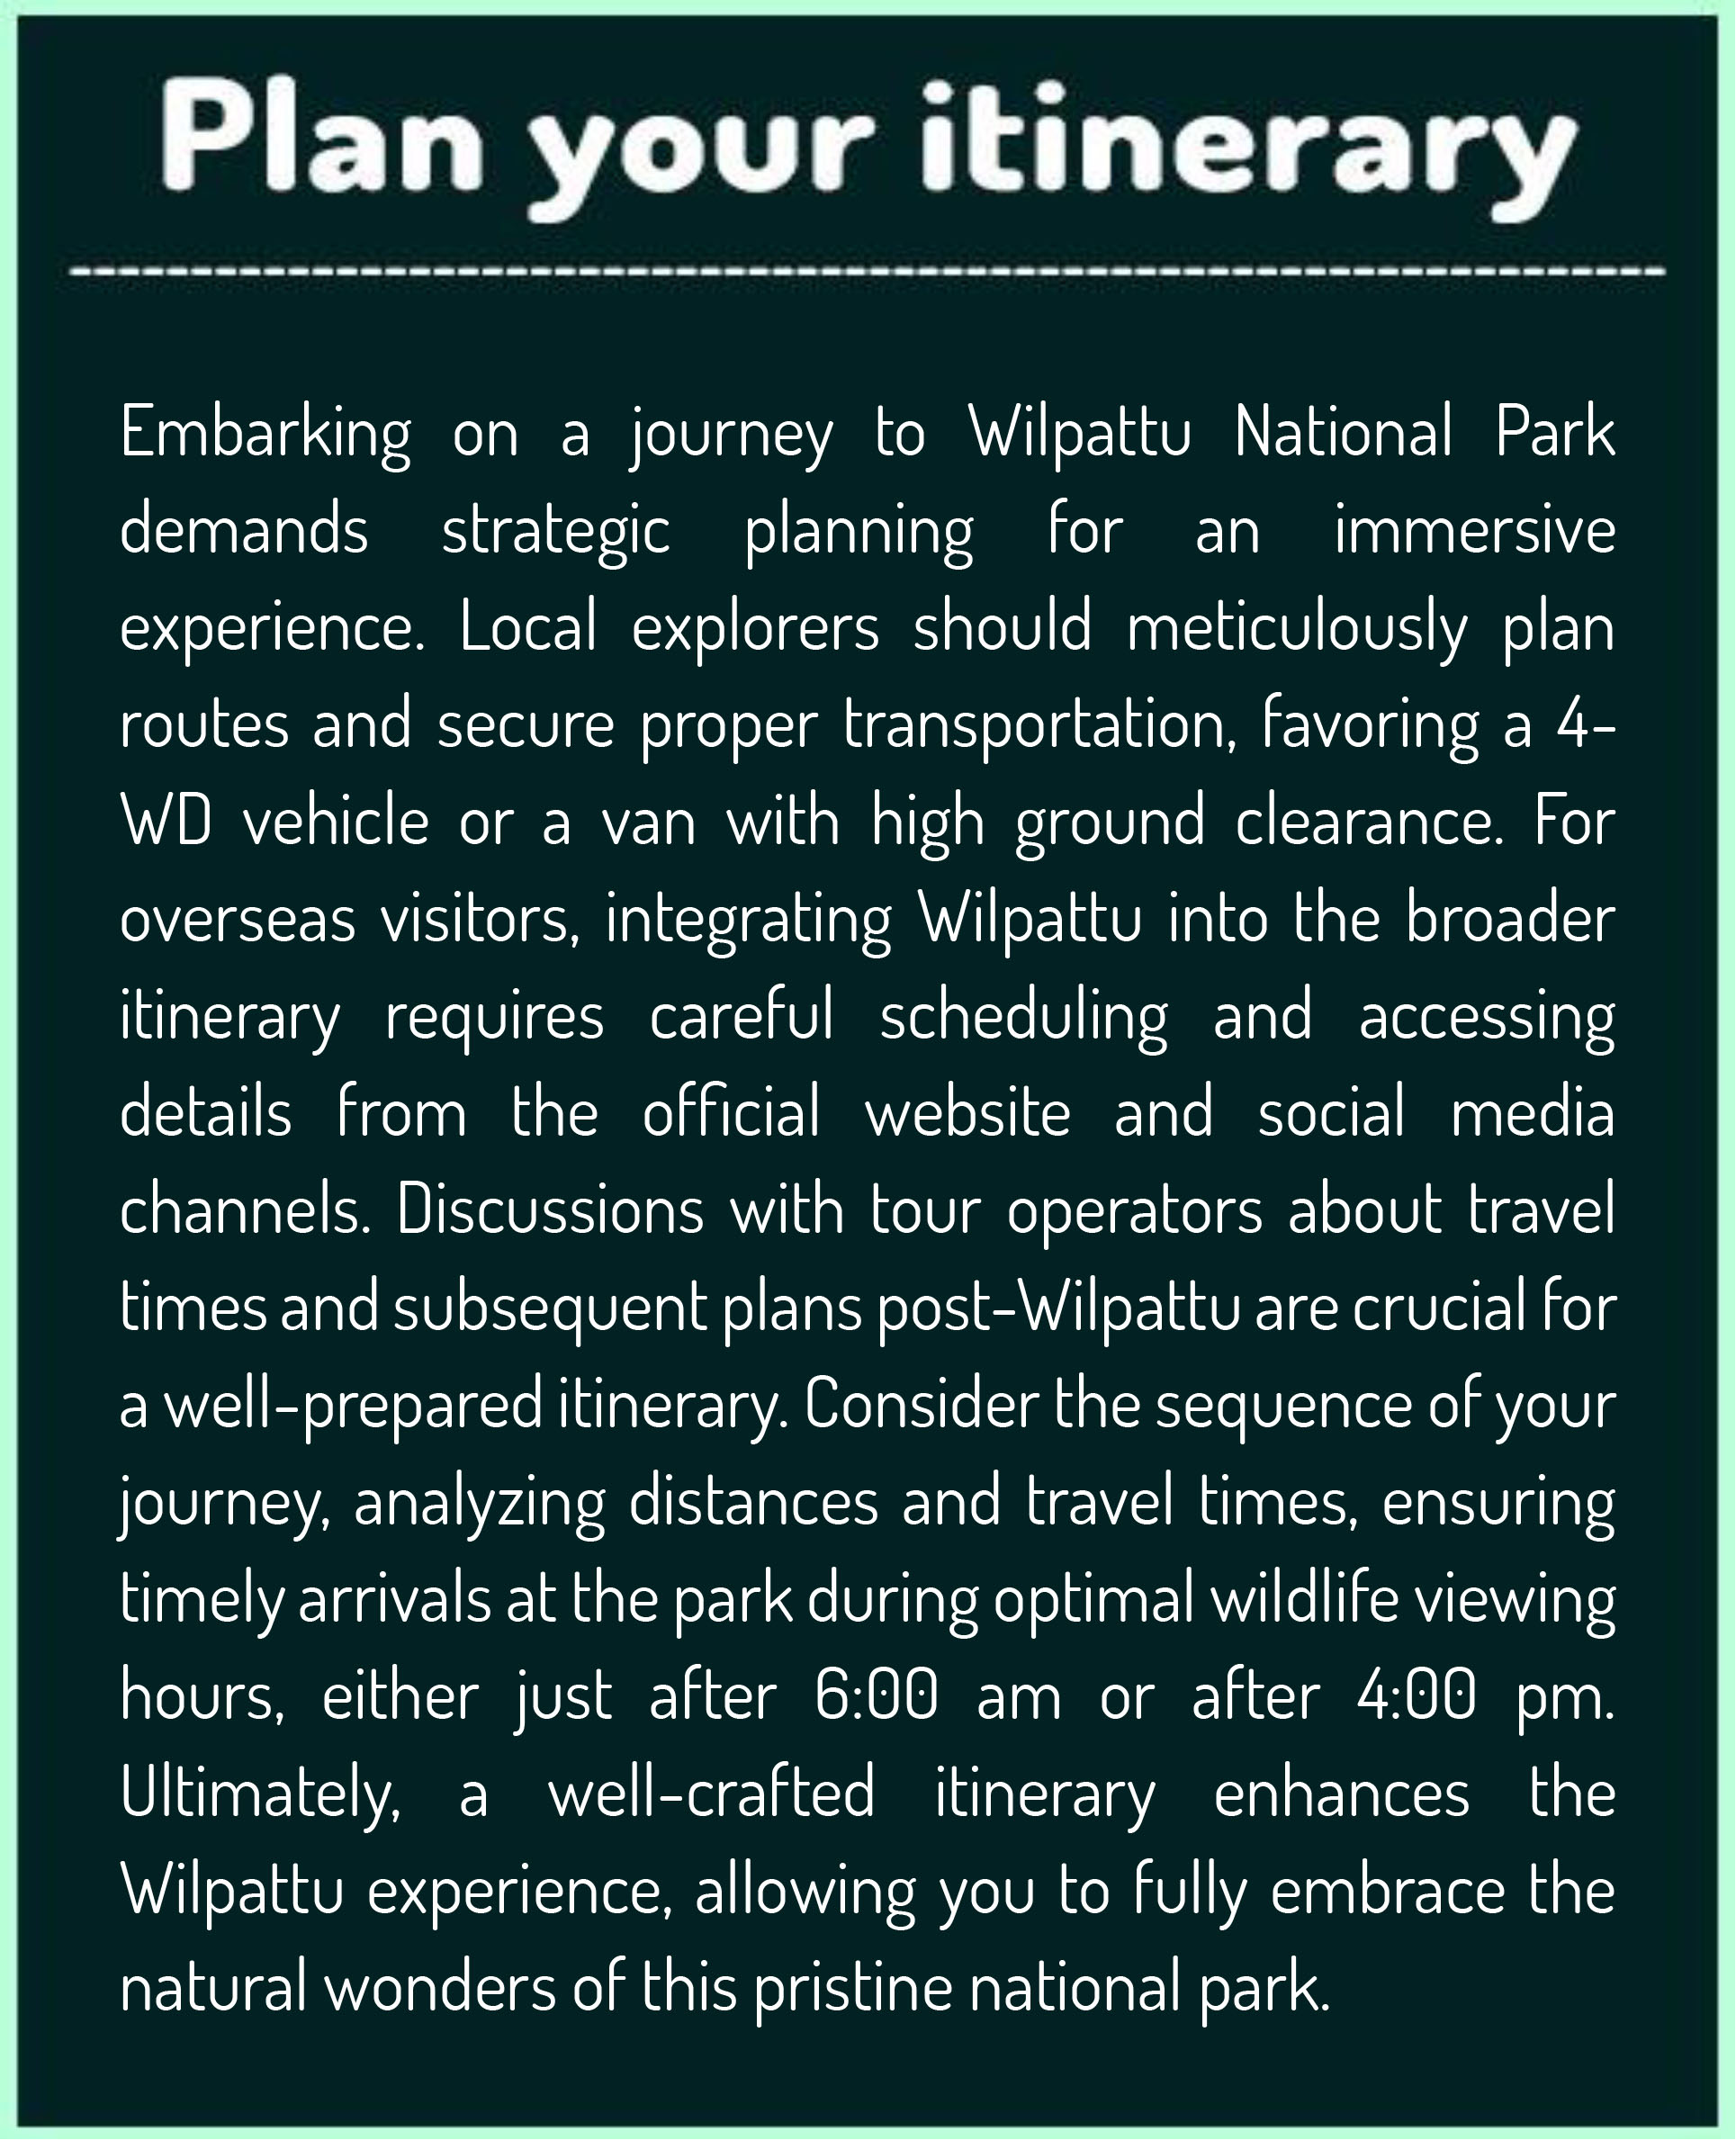 Plan your itinerary
Embarking on a journey to Wilpattu National Park
demands strategic planning for an immersive
experience. Local explorers should meticulously plan
routes and secure proper transportation, favoring a 4-
WD vehicle or a van with high ground clearance. For
overseas visitors, integrating Wilpattu into the broader
itinerary requires careful scheduling and accessing
details from the official website and social media
channels. Discussions with tour operators about travel
times and subsequent plans post-Wilpattu are crucial for
a well-prepared itinerary. Consider the sequence of your
journey, analyzing distances and travel times, ensuring
timely arrivals at the park during optimal wildlife viewing
hours, either just after 6:00 am or after 4:00 pm.
Ultimately, a well-crafted itinerary enhances the
Wilpattu experience, allowing you to fully embrace the
natural wonders of this pristine national park.